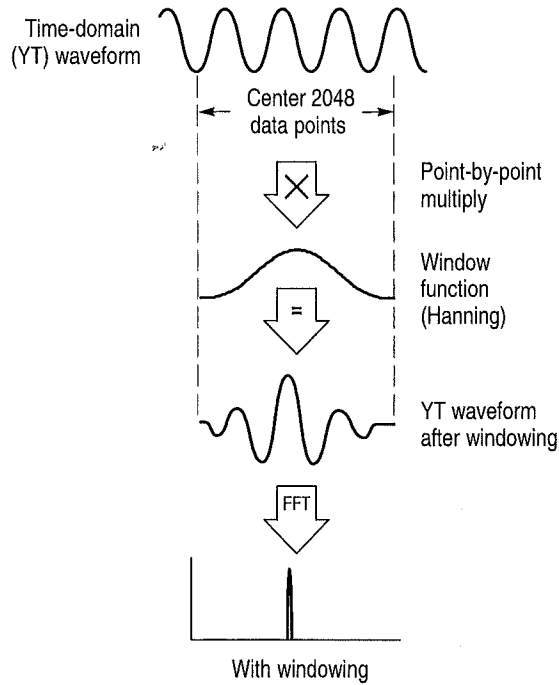 Time-domain
(YT) waveform
Center 2048
data points
Point-by-point
multiply
×
Window
function
(Hanning)
=
YT waveform
after windowing
FFT
With windowing